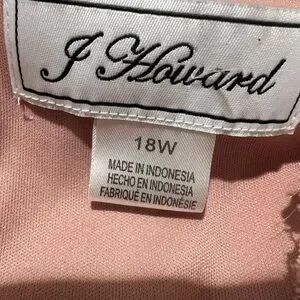 J Howard
18W
MADE IN INDONESIA
HECHO EN INDONESIA
FABRIQUÉ EN INDONÉSIE